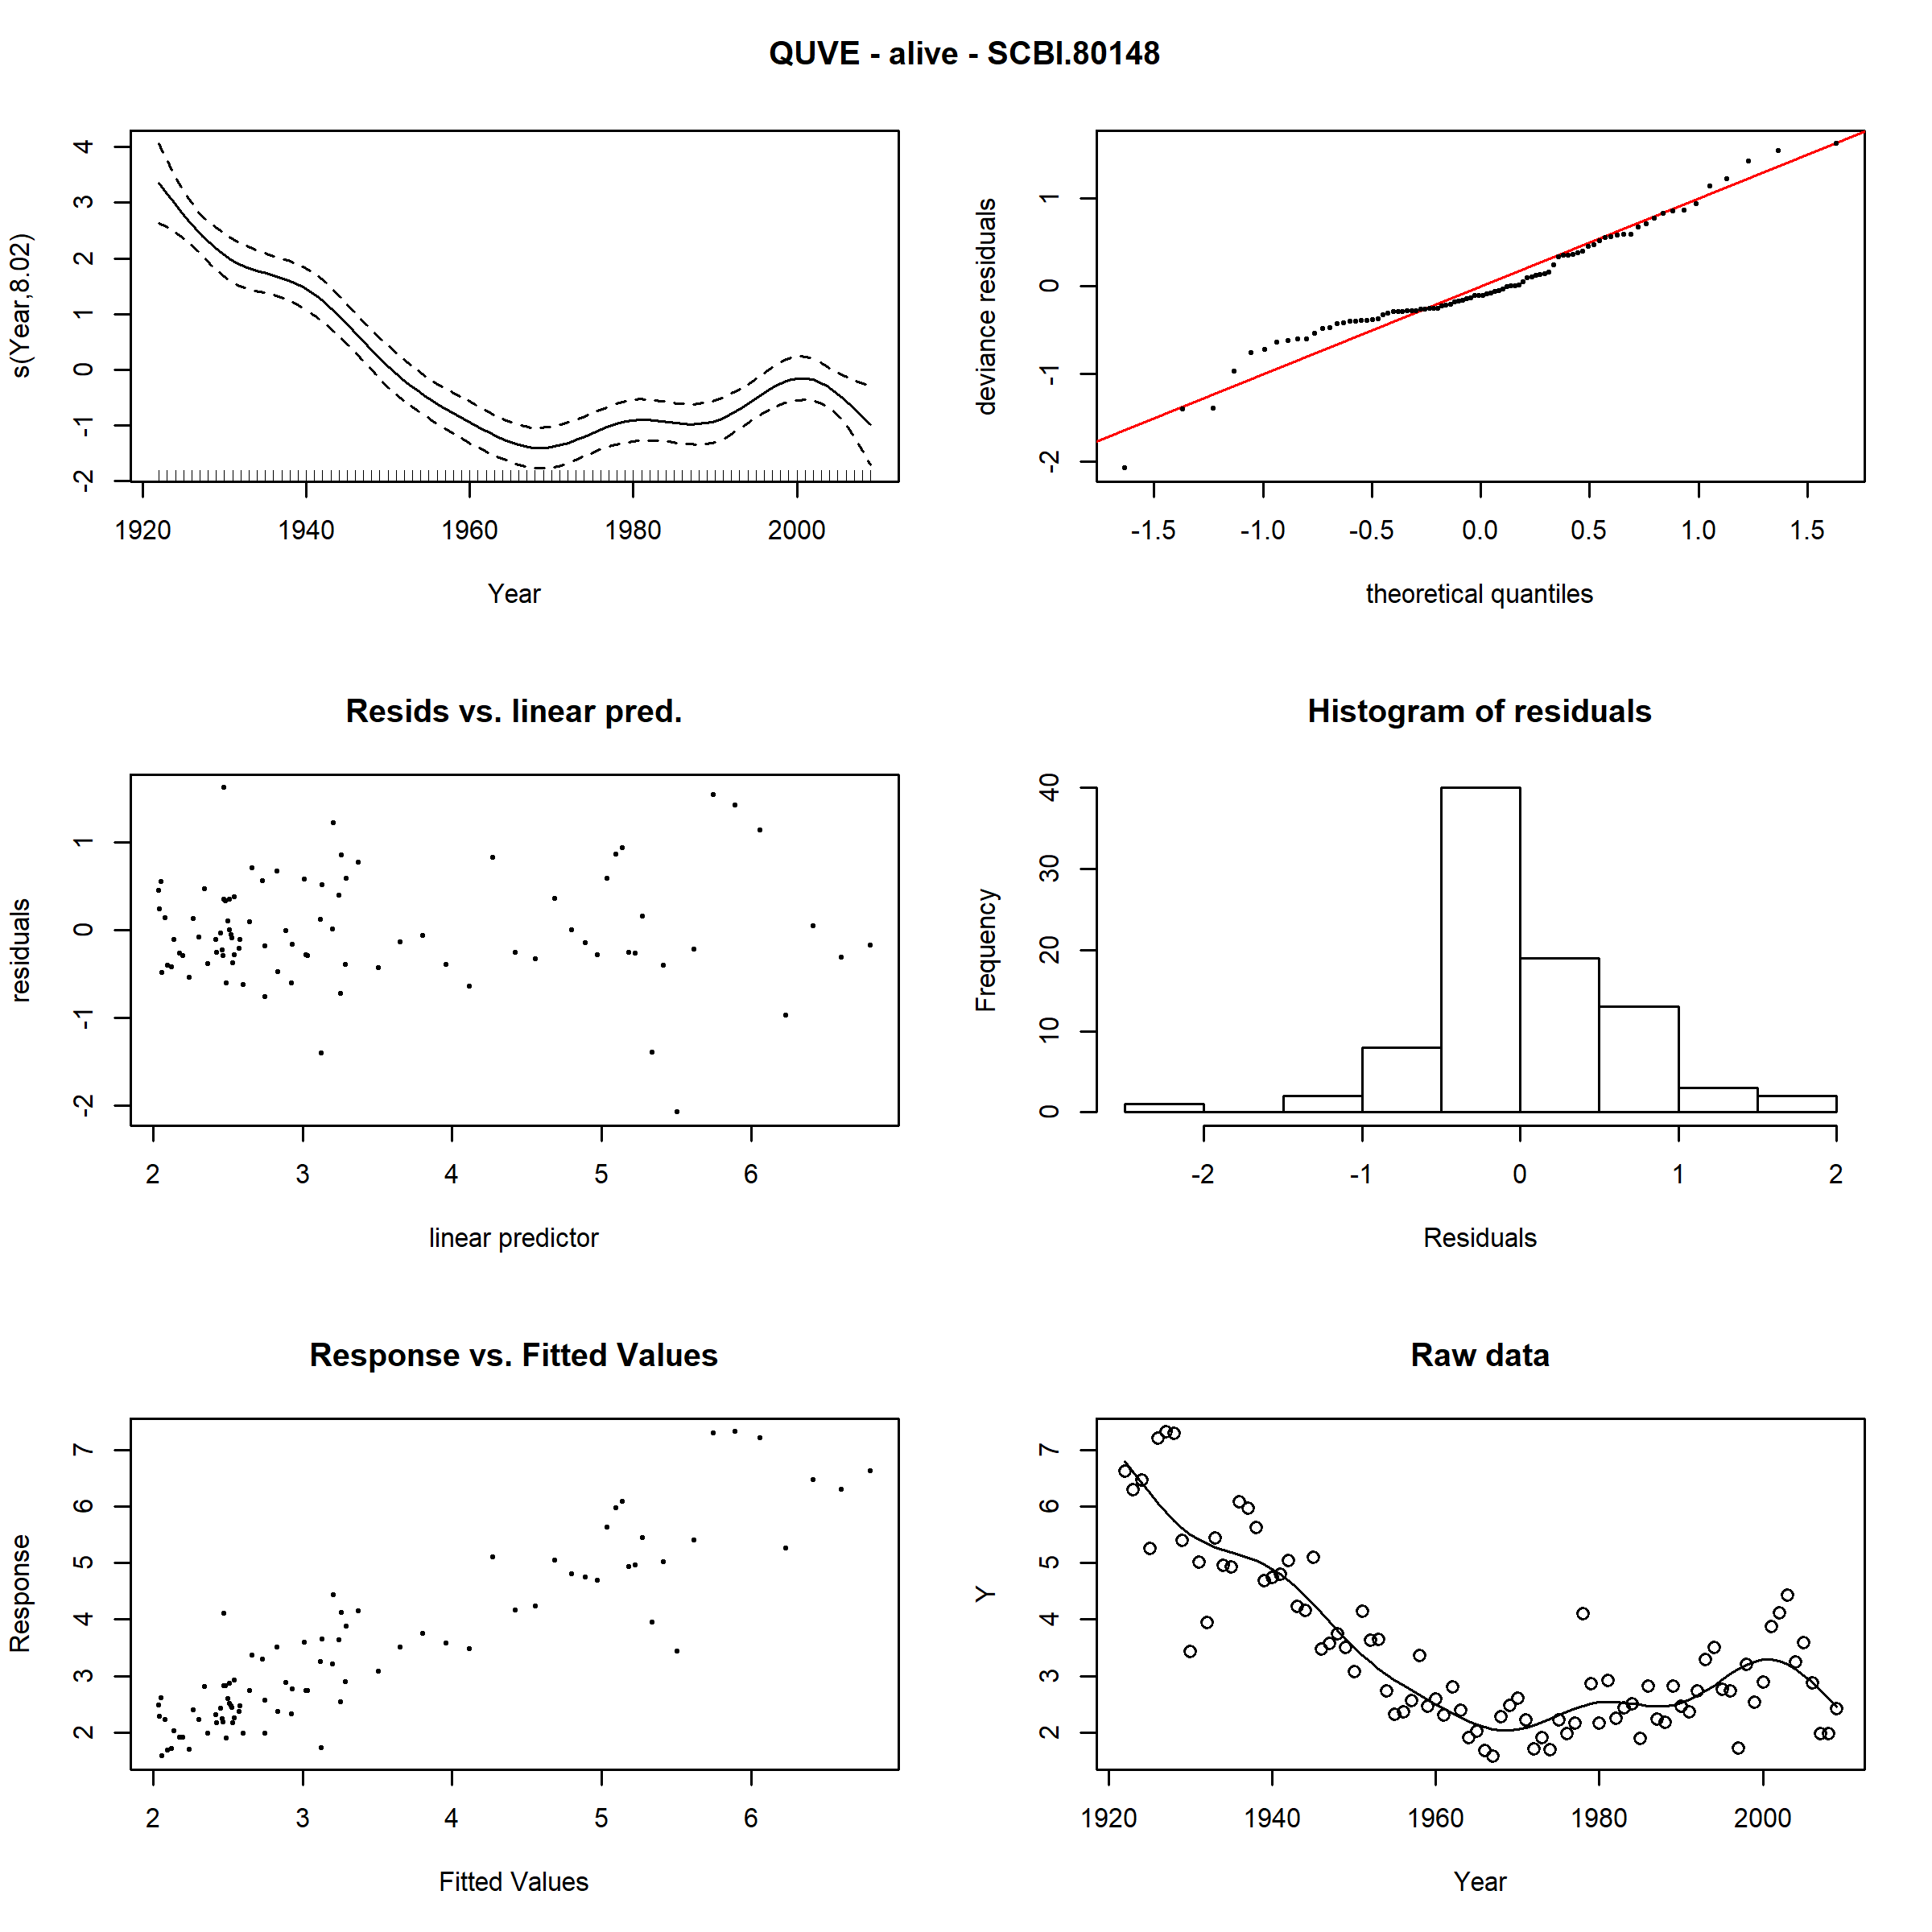 QUVE - alive - SCBI.80148
s(Year,8.02)
4
3
2
1
0
-1
-2
1920 1940 1960 1980 2000
Year
deviance residuals
1
0
-1
-2
-1.5 -1.0 -0.5 0.0 0.5 1.0 1.5
theoretical quantiles
Resids vs. linear pred.
residuals
1
0
-1
-2
2 3 4 5 6
linear predictor
Histogram of residuals
Frequency
40
30
20
10
0
-2 -1 0 1 2
Residuals
Response vs. Fitted Values
Response
7
6
5
4
3
2
2 3 4 5 6
Fitted Values
Raw data
Y
7
6
5
4
3
2
1920 1940 1960 1980 2000
Year